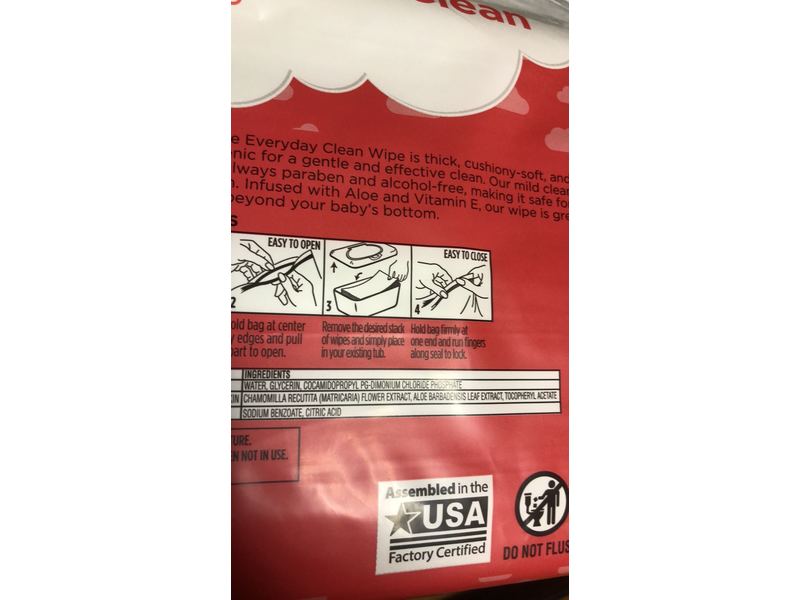 Clean
e Everyday Clean Wipe is thick, cushiony-soft, and
enic for a gentle and effective clean. Our mild clean
lways paraben and alcohol-free, making it safe fo
n. Infused with Aloe and Vitamin E, our wipe is gre
beyond your baby's bottom.
S
EASY TO OPEN
EASY TO CLOSE
2
3
4
old bag at center
y edges and pull
part to open.
Remove the desired stack
of wipes and simply place
in your existing tub.
Hold bag firmly at
one end and run fingers
along seal to lock.
INGREDIENTS
WATER, GLYCERIN, COCAMIDOPROPYL PG-DIMONIUM CHLORIDE PHOSPHATE
KIN CHAMOMILLA RECUTITA (MATRICARIA) FLOWER EXTRACT, ALOE BARBADENSIS LEAF EXTRACT, TOCOPHERYL ACETATE
SODIUM BENZOATE, CITRIC ACID
TURE.
EN NOT IN USE.
Assembled in the
USA
Factory Certified
DO NOT FLUS